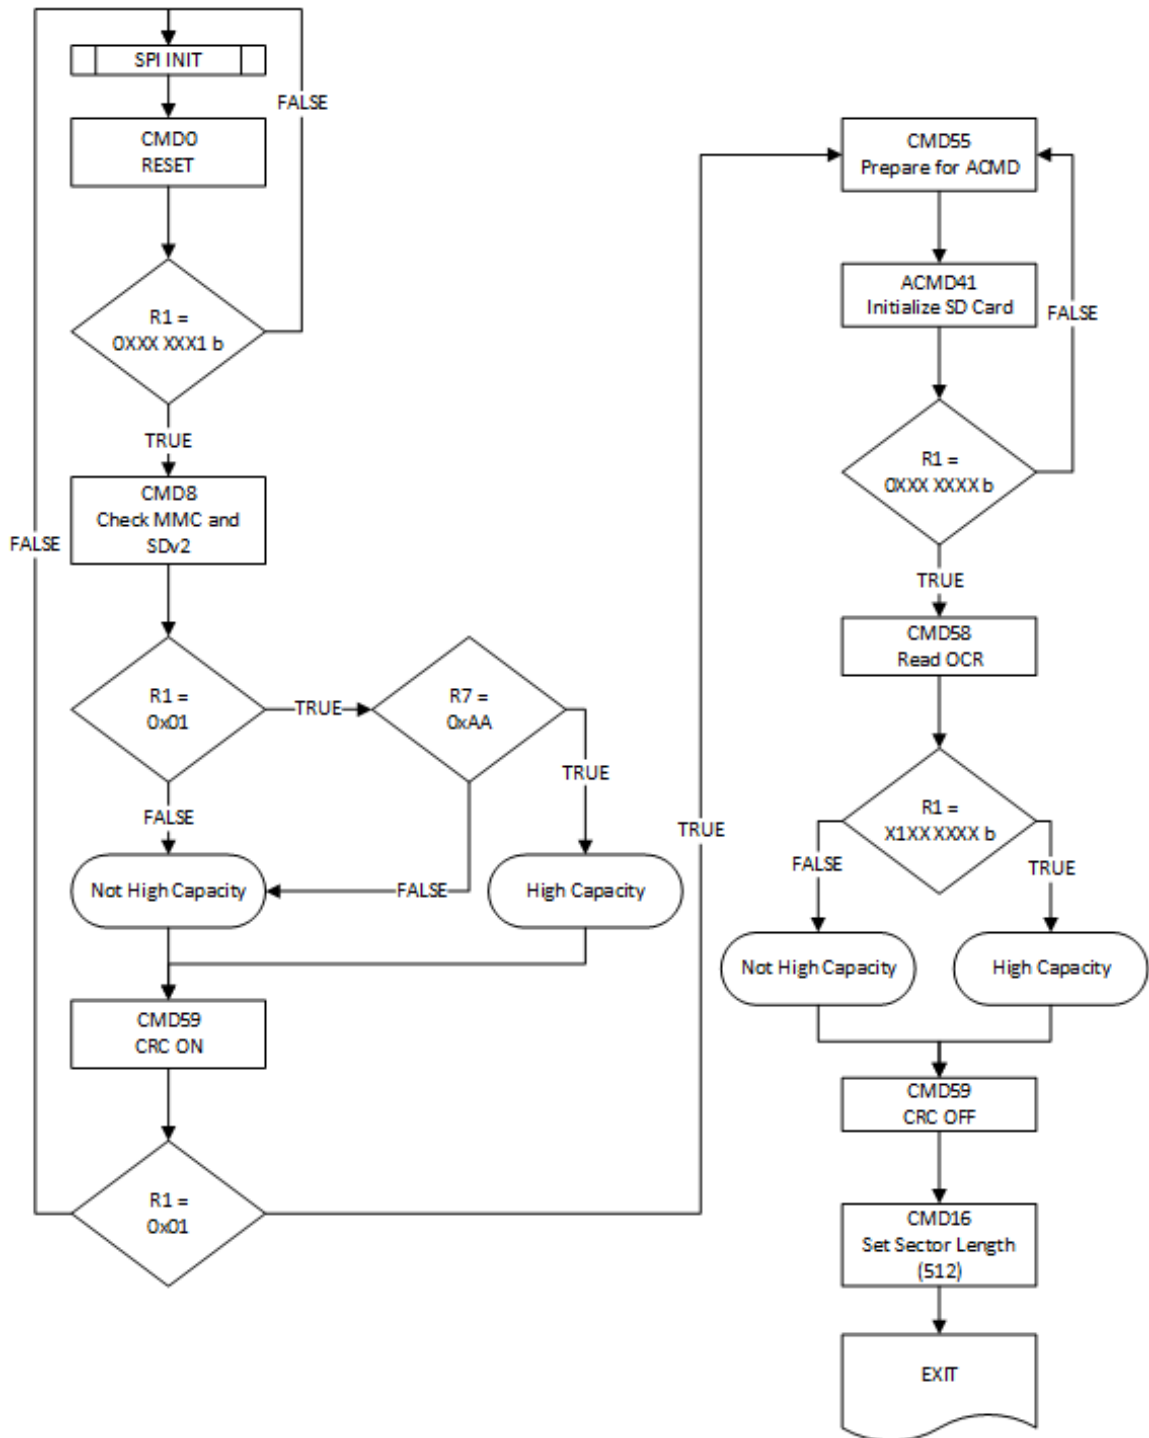 SPI INIT
FALSE
CMD0
RESET
R1 =
0XXX XXX1 b
TRUE
CMD8
Check MMC and
SDv2
FALSE
R1 =
0x01
TRUE
R7 =
0xAA
TRUE
FALSE
Not High Capacity
FALSE
High Capacity
CMD59
CRC ON
R1 =
0x01
TRUE
CMD55
Prepare for ACMD
ACMD41
Initialize SD Card
FALSE
R1 =
0XXX XXXX b
TRUE
CMD58
Read OCR
R1 =
X1XX XXXX b
FALSE
TRUE
Not High Capacity
High Capacity
CMD59
CRC OFF
CMD16
Set Sector Length
(512)
EXIT